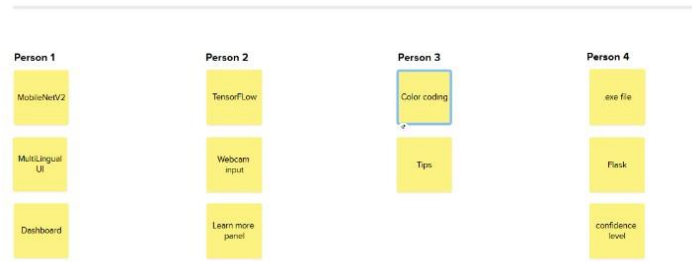 Person 1
Person 2
Person 3
Person 4
MobileNetV2
TensorFLow
Color coding
.exe file
MultiLingual
UI
Webcam
input
Tips
Flask
Dashboard
Learn more
panel
confidence
level